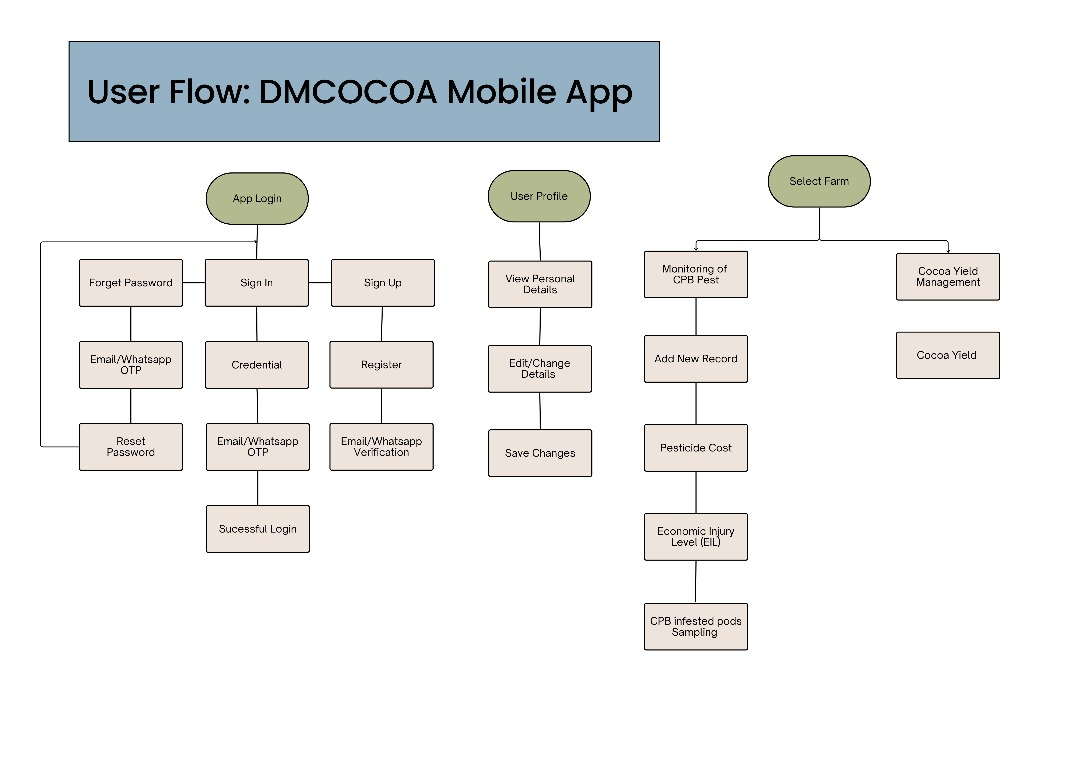 User Flow: DMCOCOA Mobile App
App Login
Forget Password
Sign In
Sign Up
Email/Whatsapp
OTP
Credential
Register
Reset
Password
Email/Whatsapp
OTP
Email/Whatsapp
Verification
Sucessful Login
User Profile
View Personal
Details
Edit/Change
Details
Save Changes
Select Farm
Monitoring of
CPB Pest
Add New Record
Pesticide Cost
Economic Injury
Level (EIL)
CPB infested pods
Sampling
Cocoa Yield
Management
Cocoa Yield